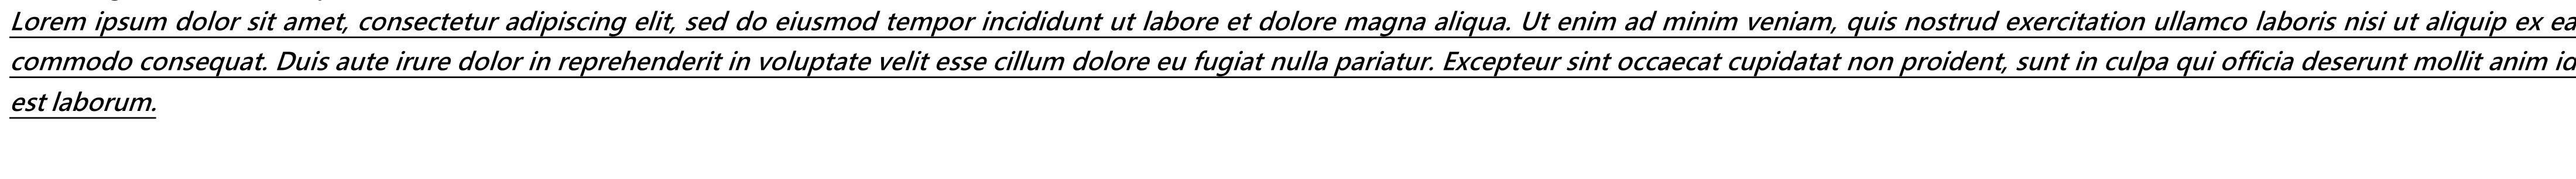 Lorem ipsum dolor sit amet, consectetur adipiscing elit, sed do eiusmod tempor incididunt ut labore et dolore magna aliqua. Ut enim ad minim veniam, quis nostrud exercitation ullamco laboris nisi ut aliquip ex ea
commodo consequat. Duis aute irure dolor in reprehenderit in voluptate velit esse cillum dolore eu fugiat nulla pariatur. Excepteur sint occaecat cupidatat non proident, sunt in culpa qui officia deserunt mollit anim id
est laborum.